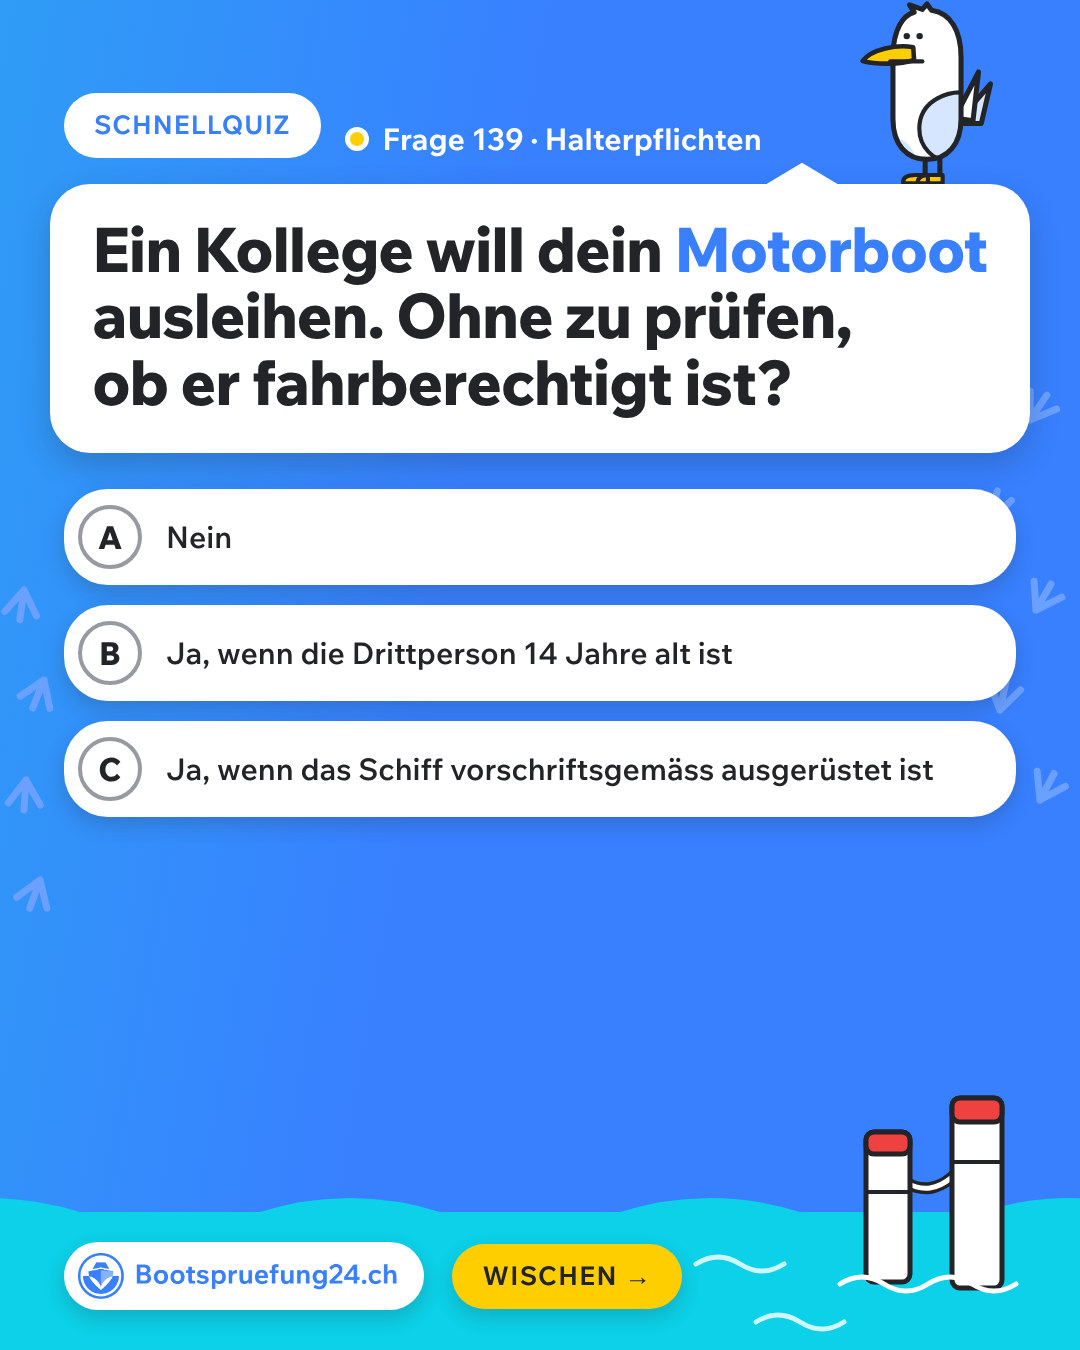 SCHNELLQUIZ
Frage 139 · Halterpflichten
Ein Kollege will dein Motorboot
ausleihen. Ohne zu prüfen,
ob er fahrberechtigt ist?
A Nein
B Ja, wenn die Drittperson 14 Jahre alt ist
C Ja, wenn das Schiff vorschriftsgemäss ausgerüstet ist
Bootspruefung24.ch
WISCHEN →